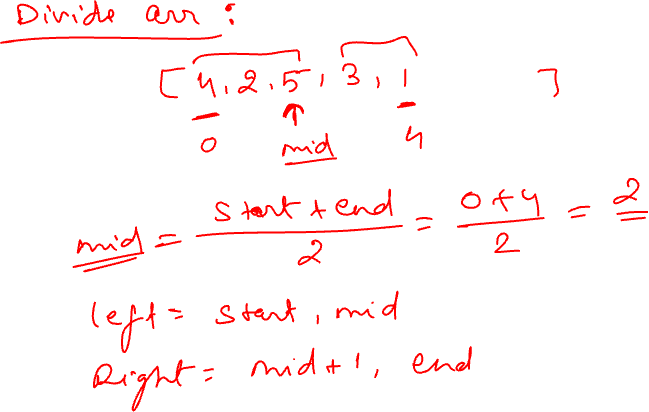 Divide arr :
[ 4, 2, 5, 3, 1 ]
0 mid 4
mid = start + end / 2 = 0 + 4 / 2 = 2
left = start, mid
Right = mid + 1, end